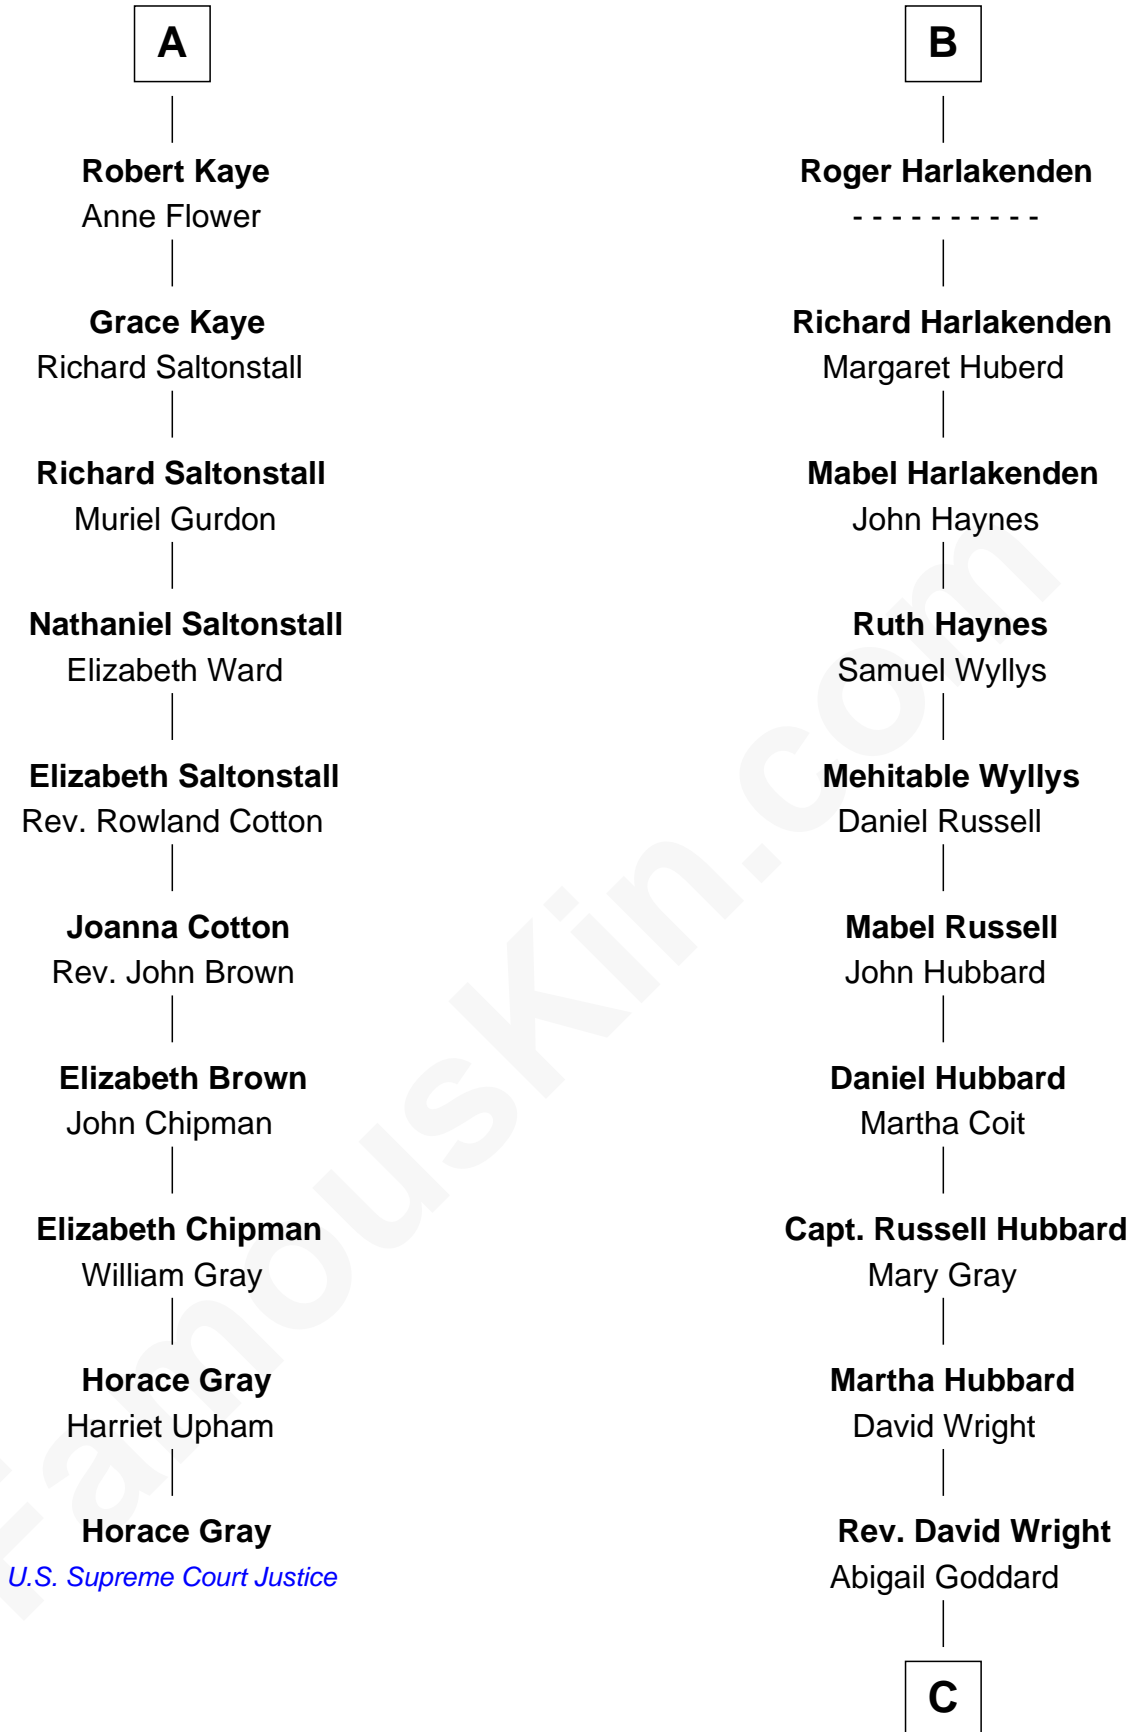 A
Robert Kaye
Anne Flower
Grace Kaye
Richard Saltonstall
Richard Saltonstall
Muriel Gurdon
Nathaniel Saltonstall
Elizabeth Ward
Elizabeth Saltonstall
Rev. Rowland Cotton
Joanna Cotton
Rev. John Brown
Elizabeth Brown
John Chipman
Elizabeth Chipman
William Gray
Horace Gray
Harriet Upham
Horace Gray
U.S. Supreme Court Justice
B
Roger Harlakenden
- - - - - - - - - -
Richard Harlakenden
Margaret Huberd
Mabel Harlakenden
John Haynes
Ruth Haynes
Samuel Wyllys
Mehitable Wyllys
Daniel Russell
Mabel Russell
John Hubbard
Daniel Hubbard
Martha Coit
Capt. Russell Hubbard
Mary Gray
Martha Hubbard
David Wright
Rev. David Wright
Abigail Goddard
C
FamousKin.com